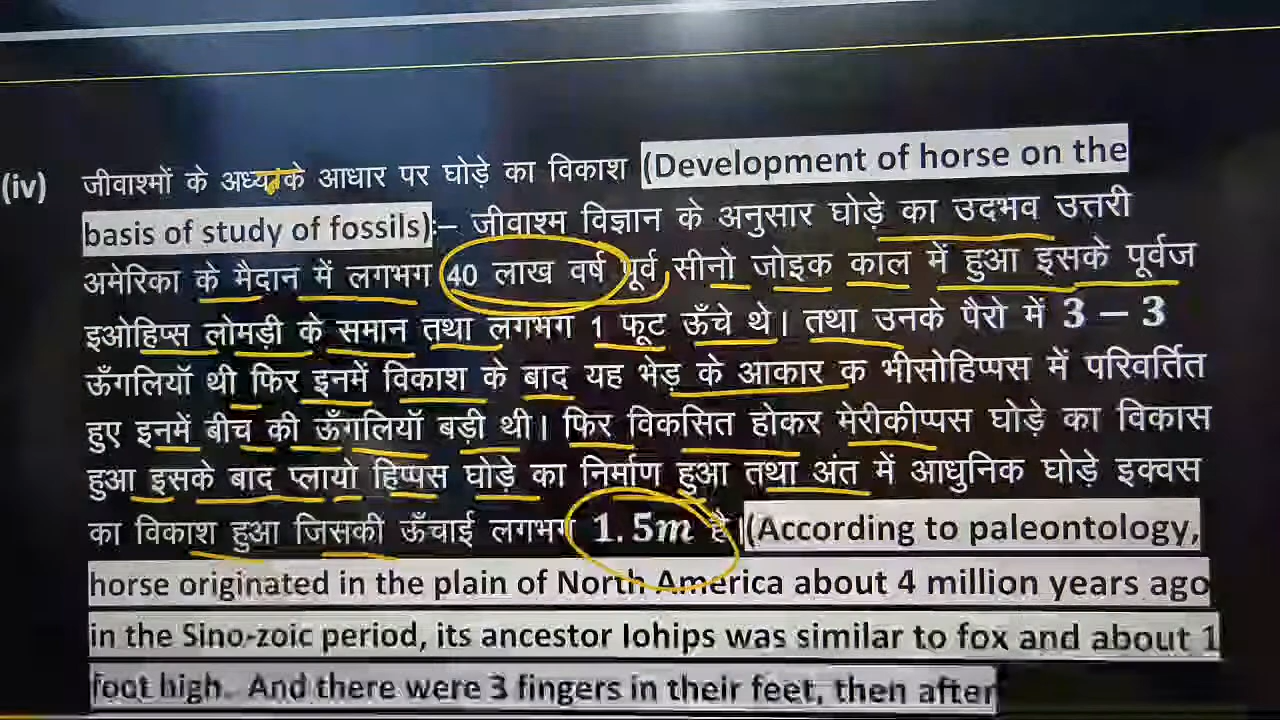 (iv) जीवाश्मों के अध्यनके आधार पर घोड़े का विकाश (Development of horse on the
basis of study of fossils):– जीवाश्म विज्ञान के अनुसार घोड़े का उदभव उत्तरी
अमेरिका के मैदान में लगभग 40 लाख वर्ष पूर्व सीनो जोइक काल में हुआ इसके पूर्वज
इओहिप्स लोमड़ी के समान तथा लगभग 1 फूट ऊँचे थे। तथा उनके पैरो में 3 – 3
ऊँगलियॉ थी फिर इनमें विकाश के बाद यह भेड़ के आकार क भीसोहिप्पस में परिवर्तित
हुए इनमें बीच की ऊँगलियॉ बड़ी थी। फिर विकसित होकर मेरीकीप्पस घोड़े का विकास
हुआ इसके बाद प्लायो हिप्पस घोड़े का निर्माण हुआ तथा अंत में आधुनिक घोड़े इक्वस
का विकाश हुआ जिसकी ऊँचाई लगभग 1.5m है।(According to paleontology,
horse originated in the plain of North America about 4 million years ago
in the Sino-zoic period, its ancestor Iohips was similar to fox and about 1
foot high. And there were 3 fingers in their feet, then after